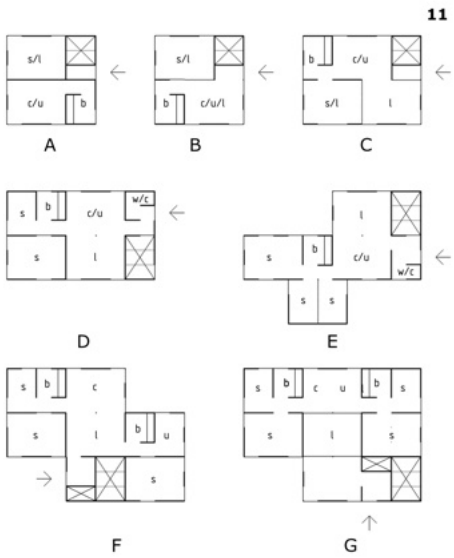 11
s/l s/l b c/u
c/u b b c/u/l s/l l
A B C
s b c/u w/c l
s l s b c/u w/c
s s
D E
s b c s b c u b s
s l b u s l s
s
F G